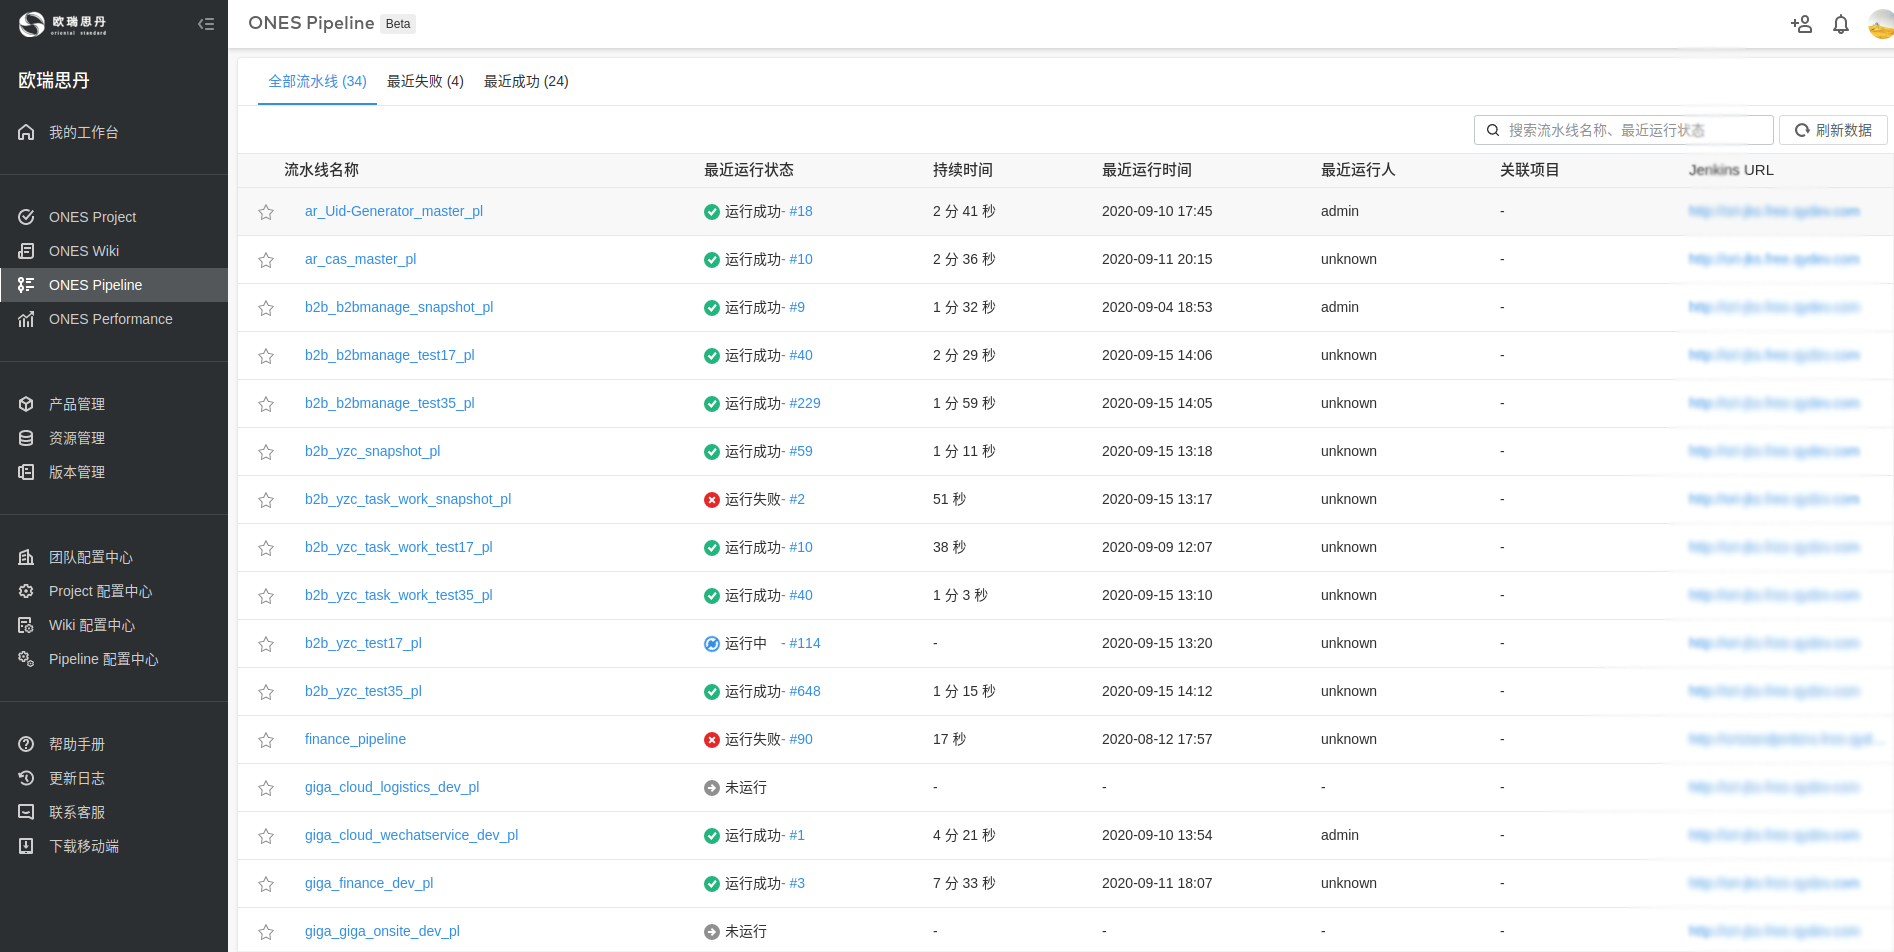 欧瑞思丹
oriental standard
ONES Pipeline Beta
欧瑞思丹
我的工作台
ONES Project
ONES Wiki
ONES Pipeline
ONES Performance
产品管理
资源管理
版本管理
团队配置中心
Project 配置中心
Wiki 配置中心
Pipeline 配置中心
帮助手册
更新日志
联系客服
下载移动端
全部流水线 (34) 最近失败 (4) 最近成功 (24)
搜索流水线名称、最近运行状态 刷新数据
流水线名称 最近运行状态 持续时间 最近运行时间 最近运行人 关联项目 Jenkins URL
ar_Uid-Generator_master_pl 运行成功- #18 2 分 41 秒 2020-09-10 17:45 admin -
ar_cas_master_pl 运行成功- #10 2 分 36 秒 2020-09-11 20:15 unknown -
b2b_b2bmanage_snapshot_pl 运行成功- #9 1 分 32 秒 2020-09-04 18:53 admin -
b2b_b2bmanage_test17_pl 运行成功- #40 2 分 29 秒 2020-09-15 14:06 unknown -
b2b_b2bmanage_test35_pl 运行成功- #229 1 分 59 秒 2020-09-15 14:05 unknown -
b2b_yzc_snapshot_pl 运行成功- #59 1 分 11 秒 2020-09-15 13:18 unknown -
b2b_yzc_task_work_snapshot_pl 运行失败- #2 51 秒 2020-09-15 13:17 unknown -
b2b_yzc_task_work_test17_pl 运行成功- #10 38 秒 2020-09-09 12:07 unknown -
b2b_yzc_task_work_test35_pl 运行成功- #40 1 分 3 秒 2020-09-15 13:10 unknown -
b2b_yzc_test17_pl 运行中 - #114 - 2020-09-15 13:20 unknown -
b2b_yzc_test35_pl 运行成功- #648 1 分 15 秒 2020-09-15 14:12 unknown -
finance_pipeline 运行失败- #90 17 秒 2020-08-12 17:57 unknown -
giga_cloud_logistics_dev_pl 未运行 - - - -
giga_cloud_wechatservice_dev_pl 运行成功- #1 4 分 21 秒 2020-09-10 13:54 admin -
giga_finance_dev_pl 运行成功- #3 7 分 33 秒 2020-09-11 18:07 unknown -
giga_giga_onsite_dev_pl 未运行 - - - -